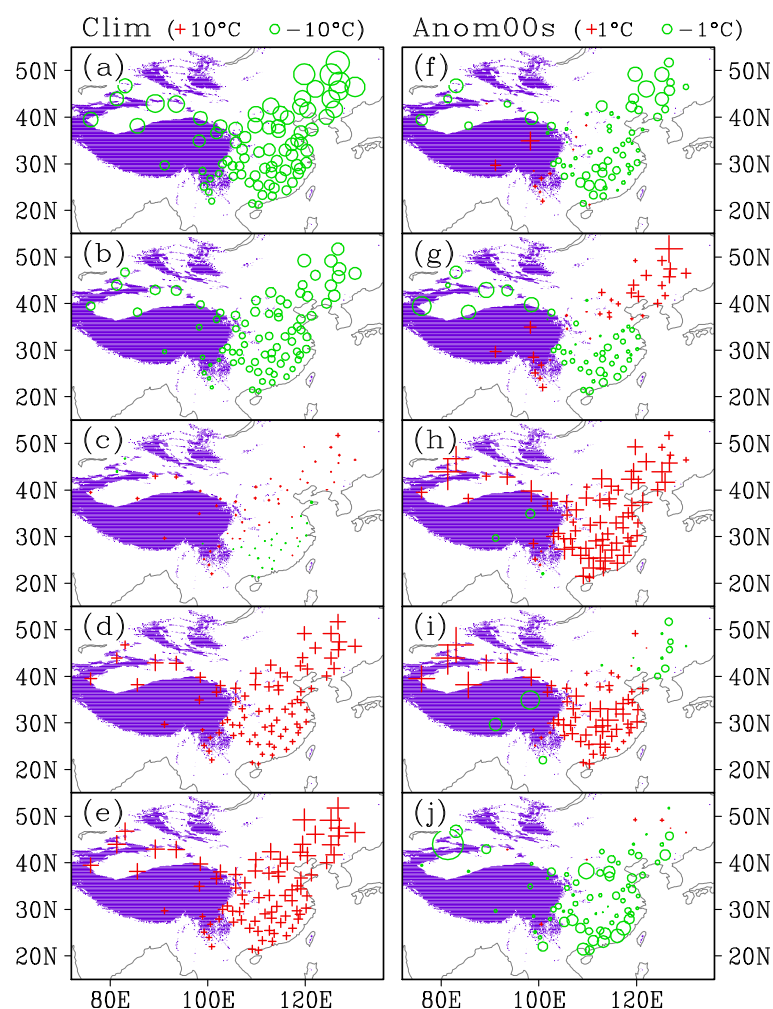 Clim (+10°C ○−10°C) Anom00s (+1°C ○−1°C)
(a) (f)
50N 50N
40N 40N
30N 30N
20N 20N
(b) (g)
50N 50N
40N 40N
30N 30N
20N 20N
(c) (h)
50N 50N
40N 40N
30N 30N
20N 20N
(d) (i)
50N 50N
40N 40N
30N 30N
20N 20N
(e) (j)
50N 50N
40N 40N
30N 30N
20N 20N
80E 100E 120E 80E 100E 120E